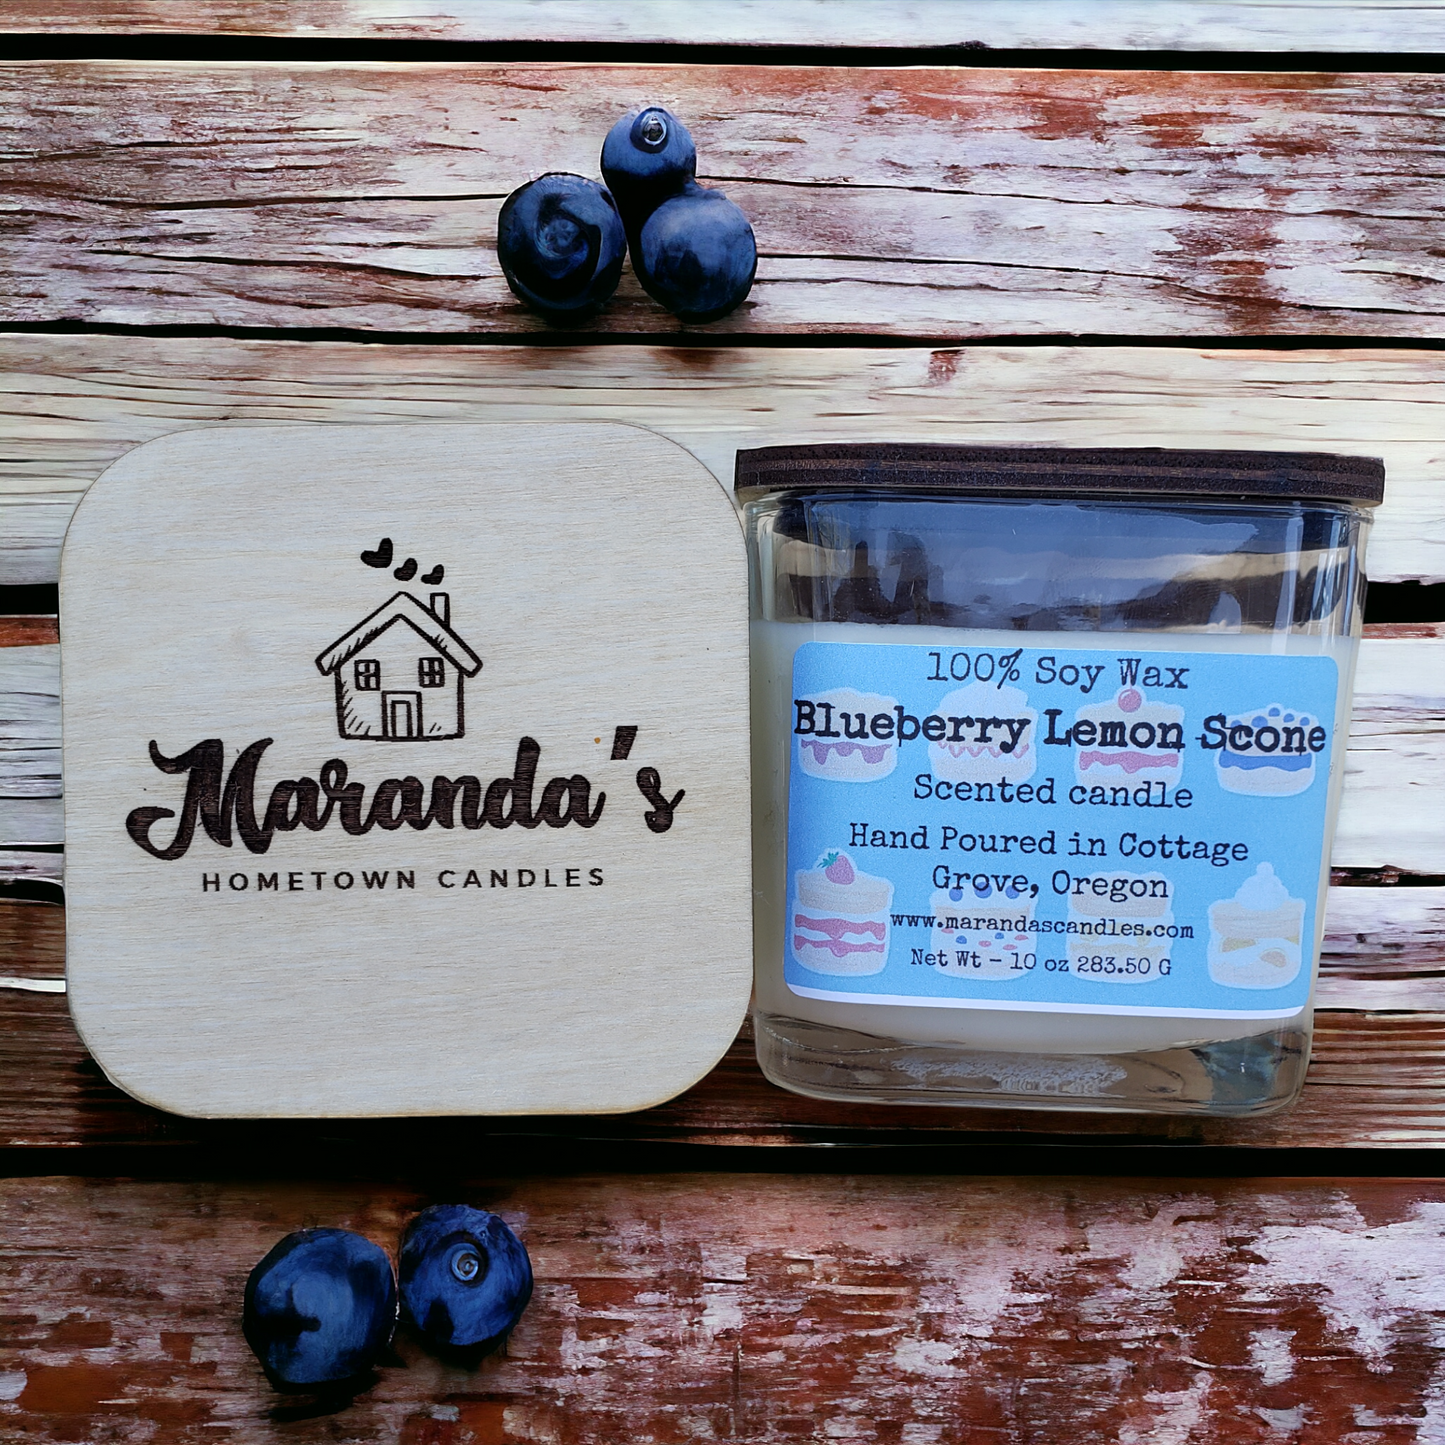 Maranda's
HOMETOWN CANDLES
100% Soy Wax
Blueberry Lemon Scone
Scented candle
Hand Poured in Cottage
Grove, Oregon
www.marandascandles.com
Net Wt - 10 oz 283.50 G